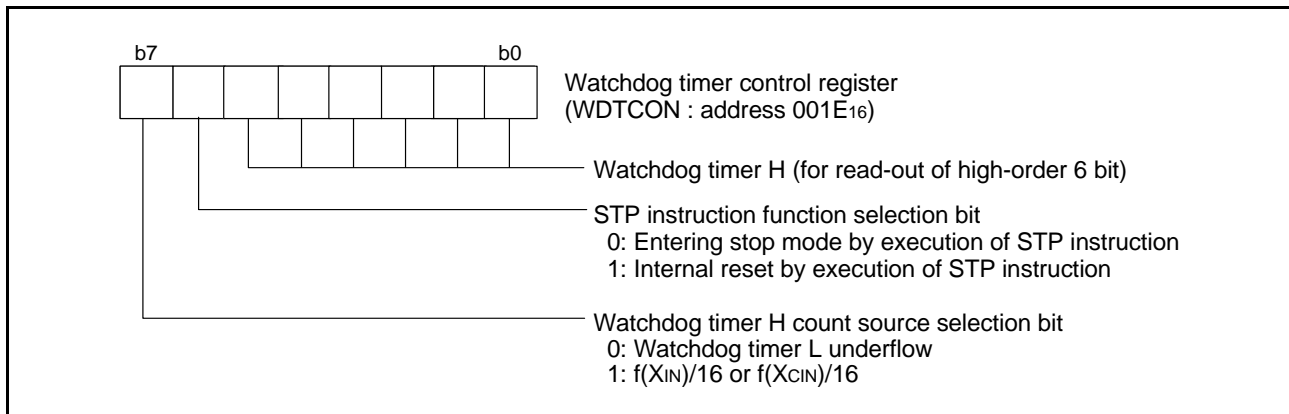 b7 b0
Watchdog timer control register
(WDTCON : address 001E16)
Watchdog timer H (for read-out of high-order 6 bit)
STP instruction function selection bit
0: Entering stop mode by execution of STP instruction
1: Internal reset by execution of STP instruction
Watchdog timer H count source selection bit
0: Watchdog timer L underflow
1: f(XIN)/16 or f(XCIN)/16